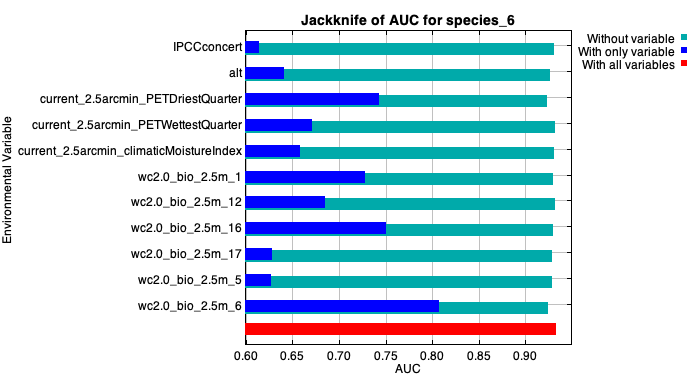 Jackknife of AUC for species_6
Without variable
With only variable
With all variables
Environmental Variable
IPCCconcert
alt
current_2.5arcmin_PETDriestQuarter
current_2.5arcmin_PETWettestQuarter
current_2.5arcmin_climaticMoistureIndex
wc2.0_bio_2.5m_1
wc2.0_bio_2.5m_12
wc2.0_bio_2.5m_16
wc2.0_bio_2.5m_17
wc2.0_bio_2.5m_5
wc2.0_bio_2.5m_6
0.60 0.65 0.70 0.75 0.80 0.85 0.90
AUC